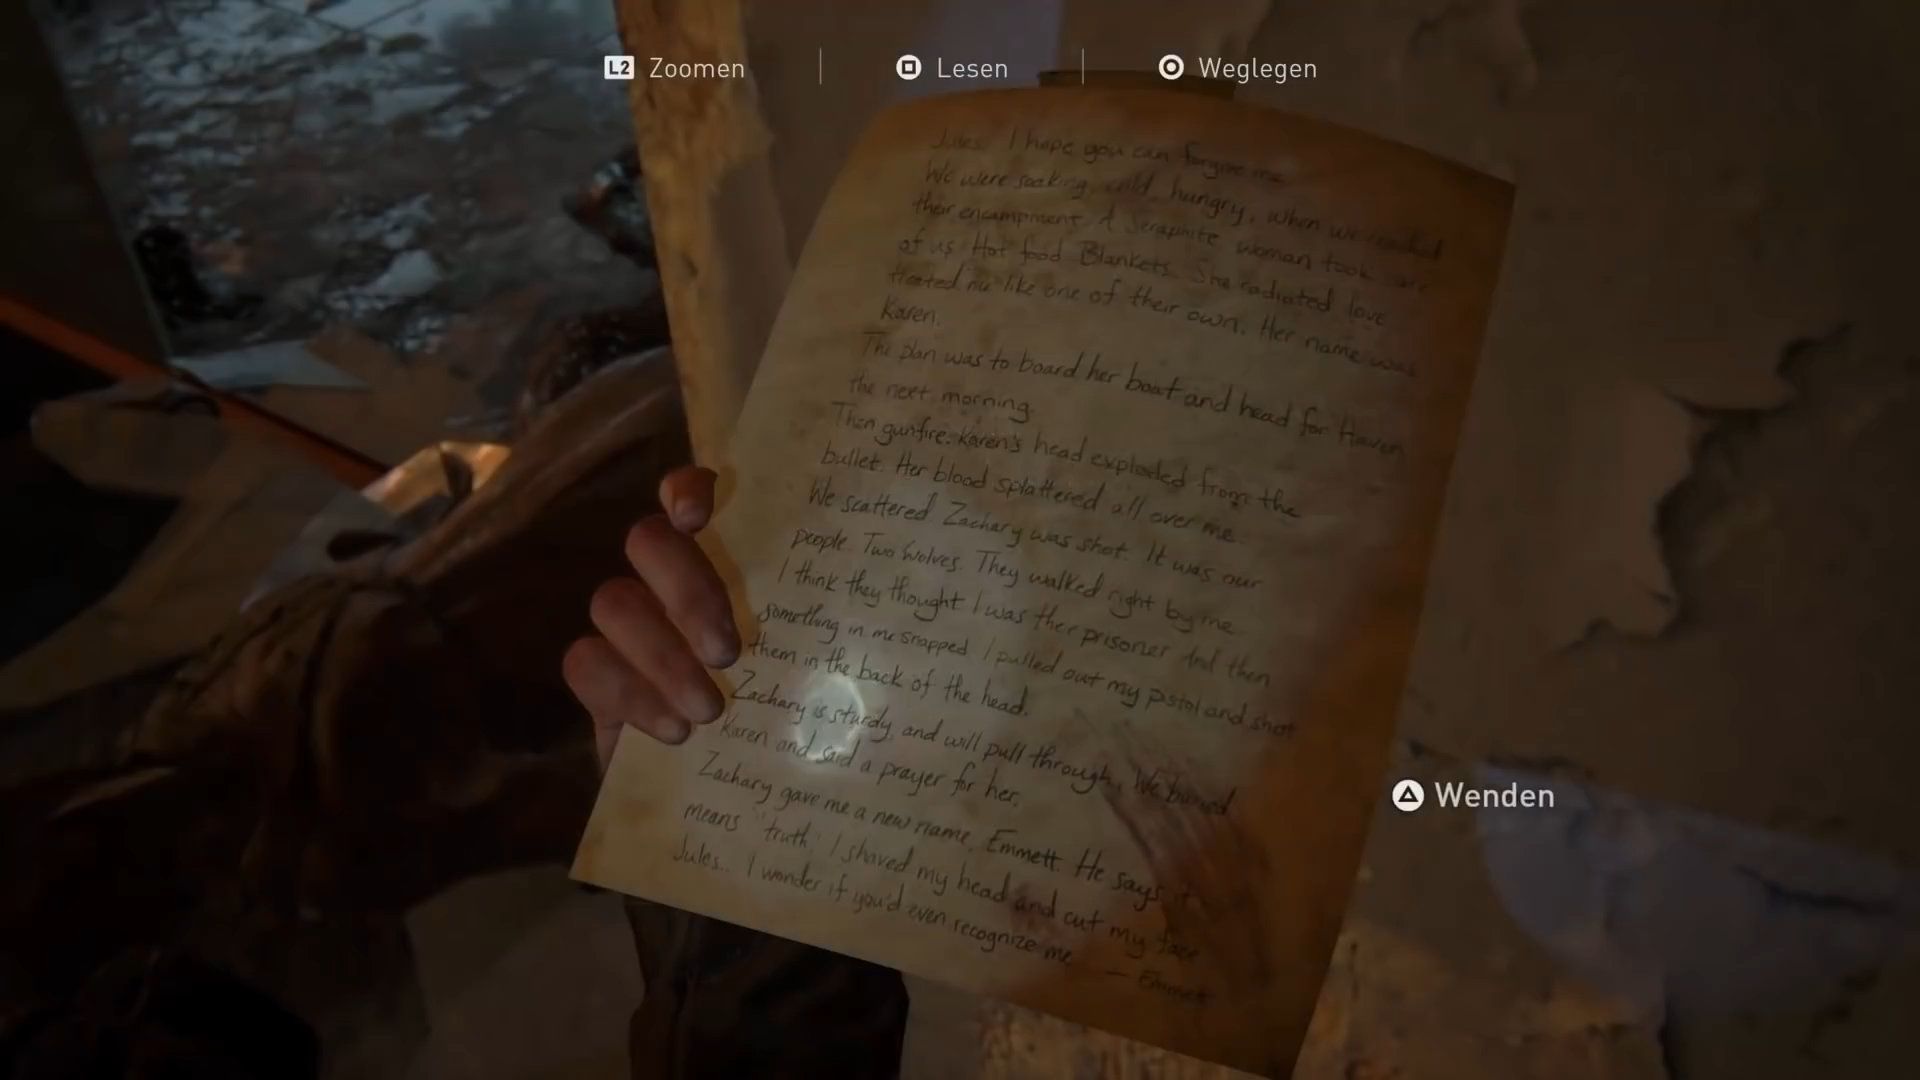 L2 Zoomen
Lesen
Weglegen
Jules. I hope you can forgive me
We were soaking, cold, hungry, when we reached
their encampment. A Seraphite woman took care
of us. Hot food. Blankets. She radiated love
treated me like one of their own. Her name was
Karen.
The plan was to board her boat and head for Haven
the next morning.
Then gunfire. Karen's head exploded from the
bullet. Her blood splattered all over me.
We scattered. Zachary was shot. It was our
people. Two Wolves. They walked right by me
I think they thought I was their prisoner And then
something in me snapped. I pulled out my pistol and shot
them in the back of the head.
Zachary is sturdy, and will pull through. We buried
Karen and said a prayer for her.
Zachary gave me a new name, Emmett. He says it
means "truth." I shaved my head and cut my face
Jules... I wonder if you'd even recognize me
— Emmett
Wenden